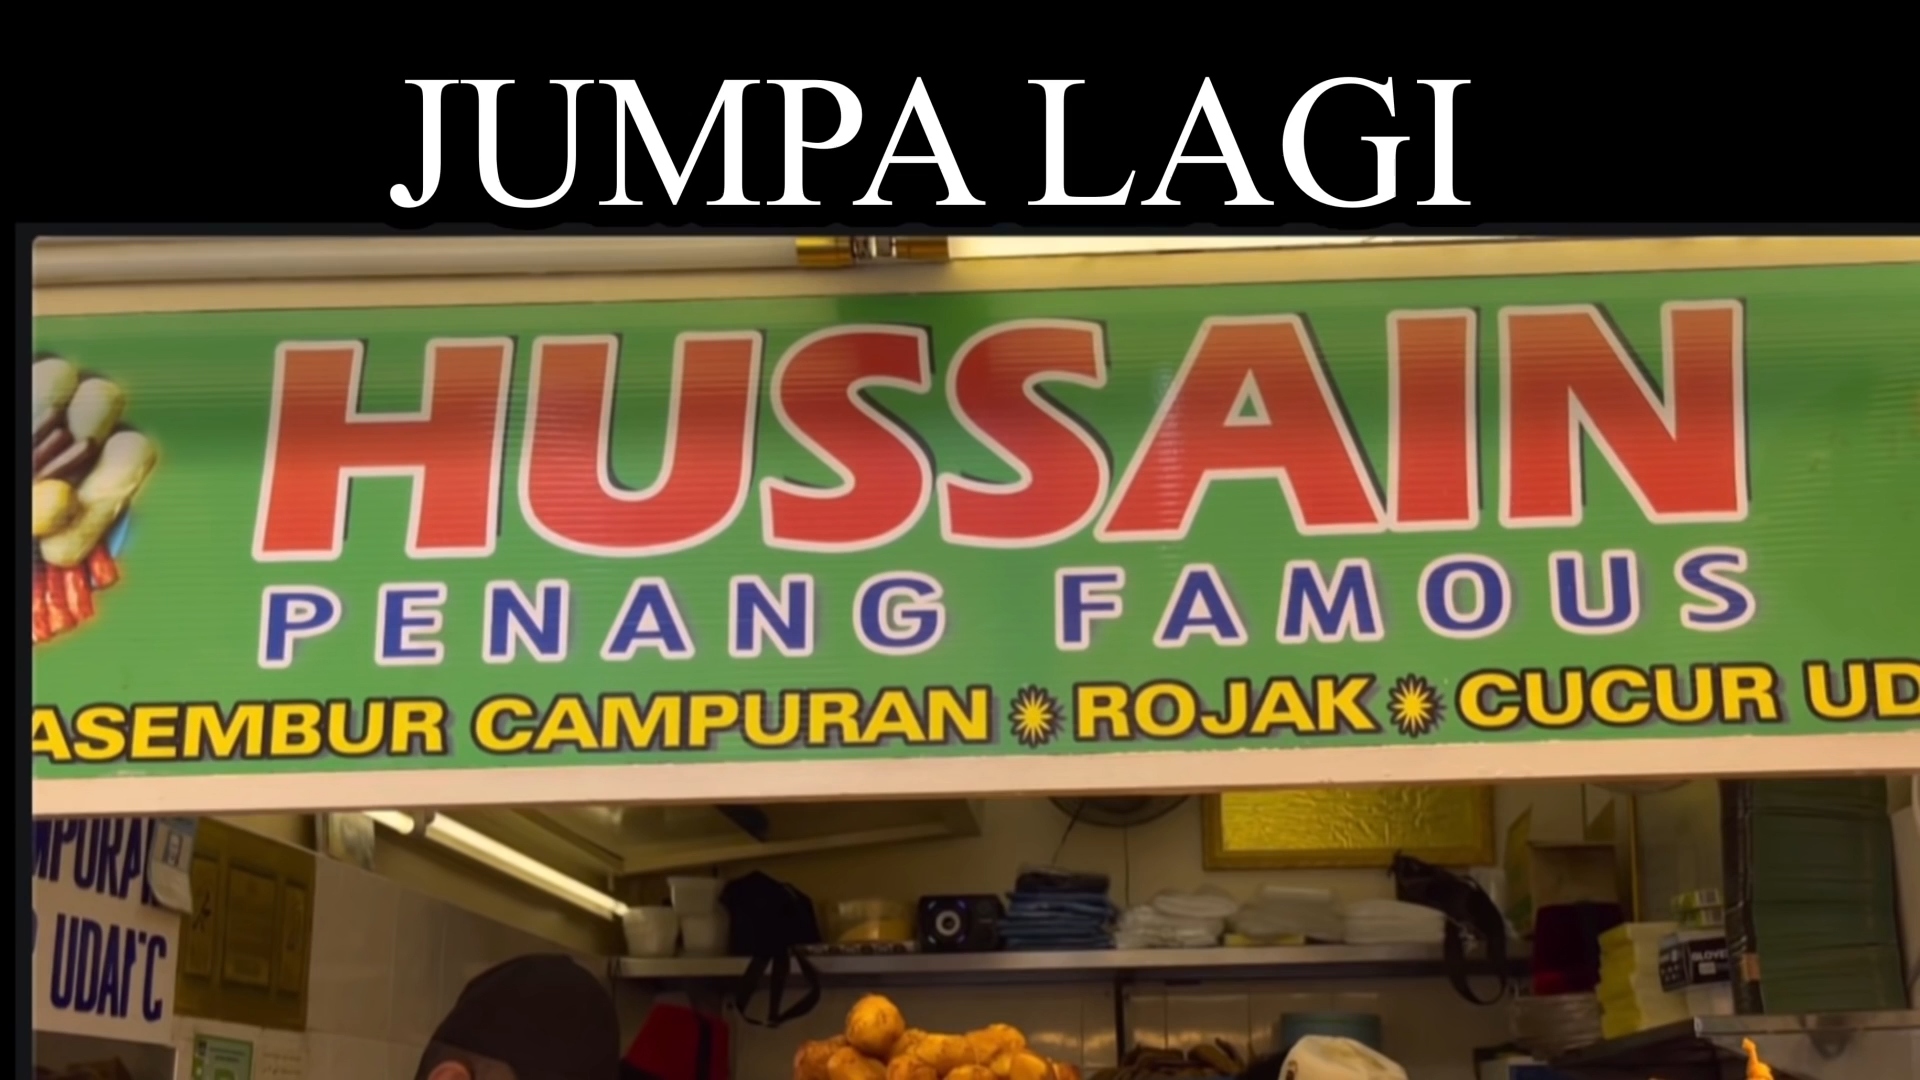 JUMPA LAGI
HUSSAIN
PENANG FAMOUS
ASEMBUR CAMPURAN ROJAK CUCUR UD